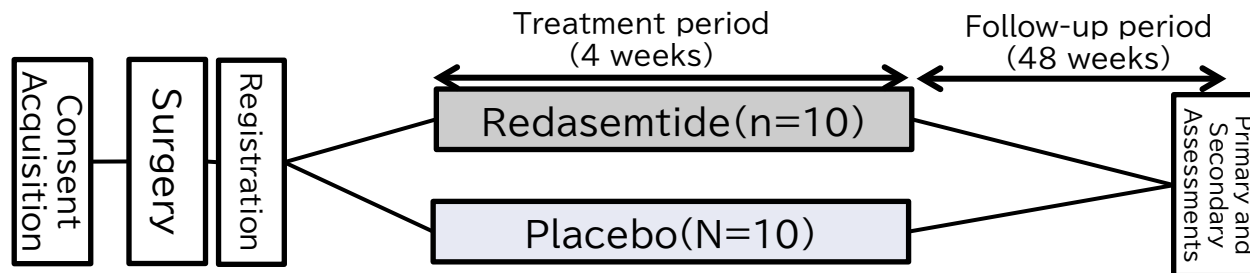 Treatment period
(4 weeks)
Follow-up period
(48 weeks)
Consent
Acquisition
Surgery
Registration
Redasemtide(n=10)
Placebo(N=10)
Primary and
Secondary
Assessments